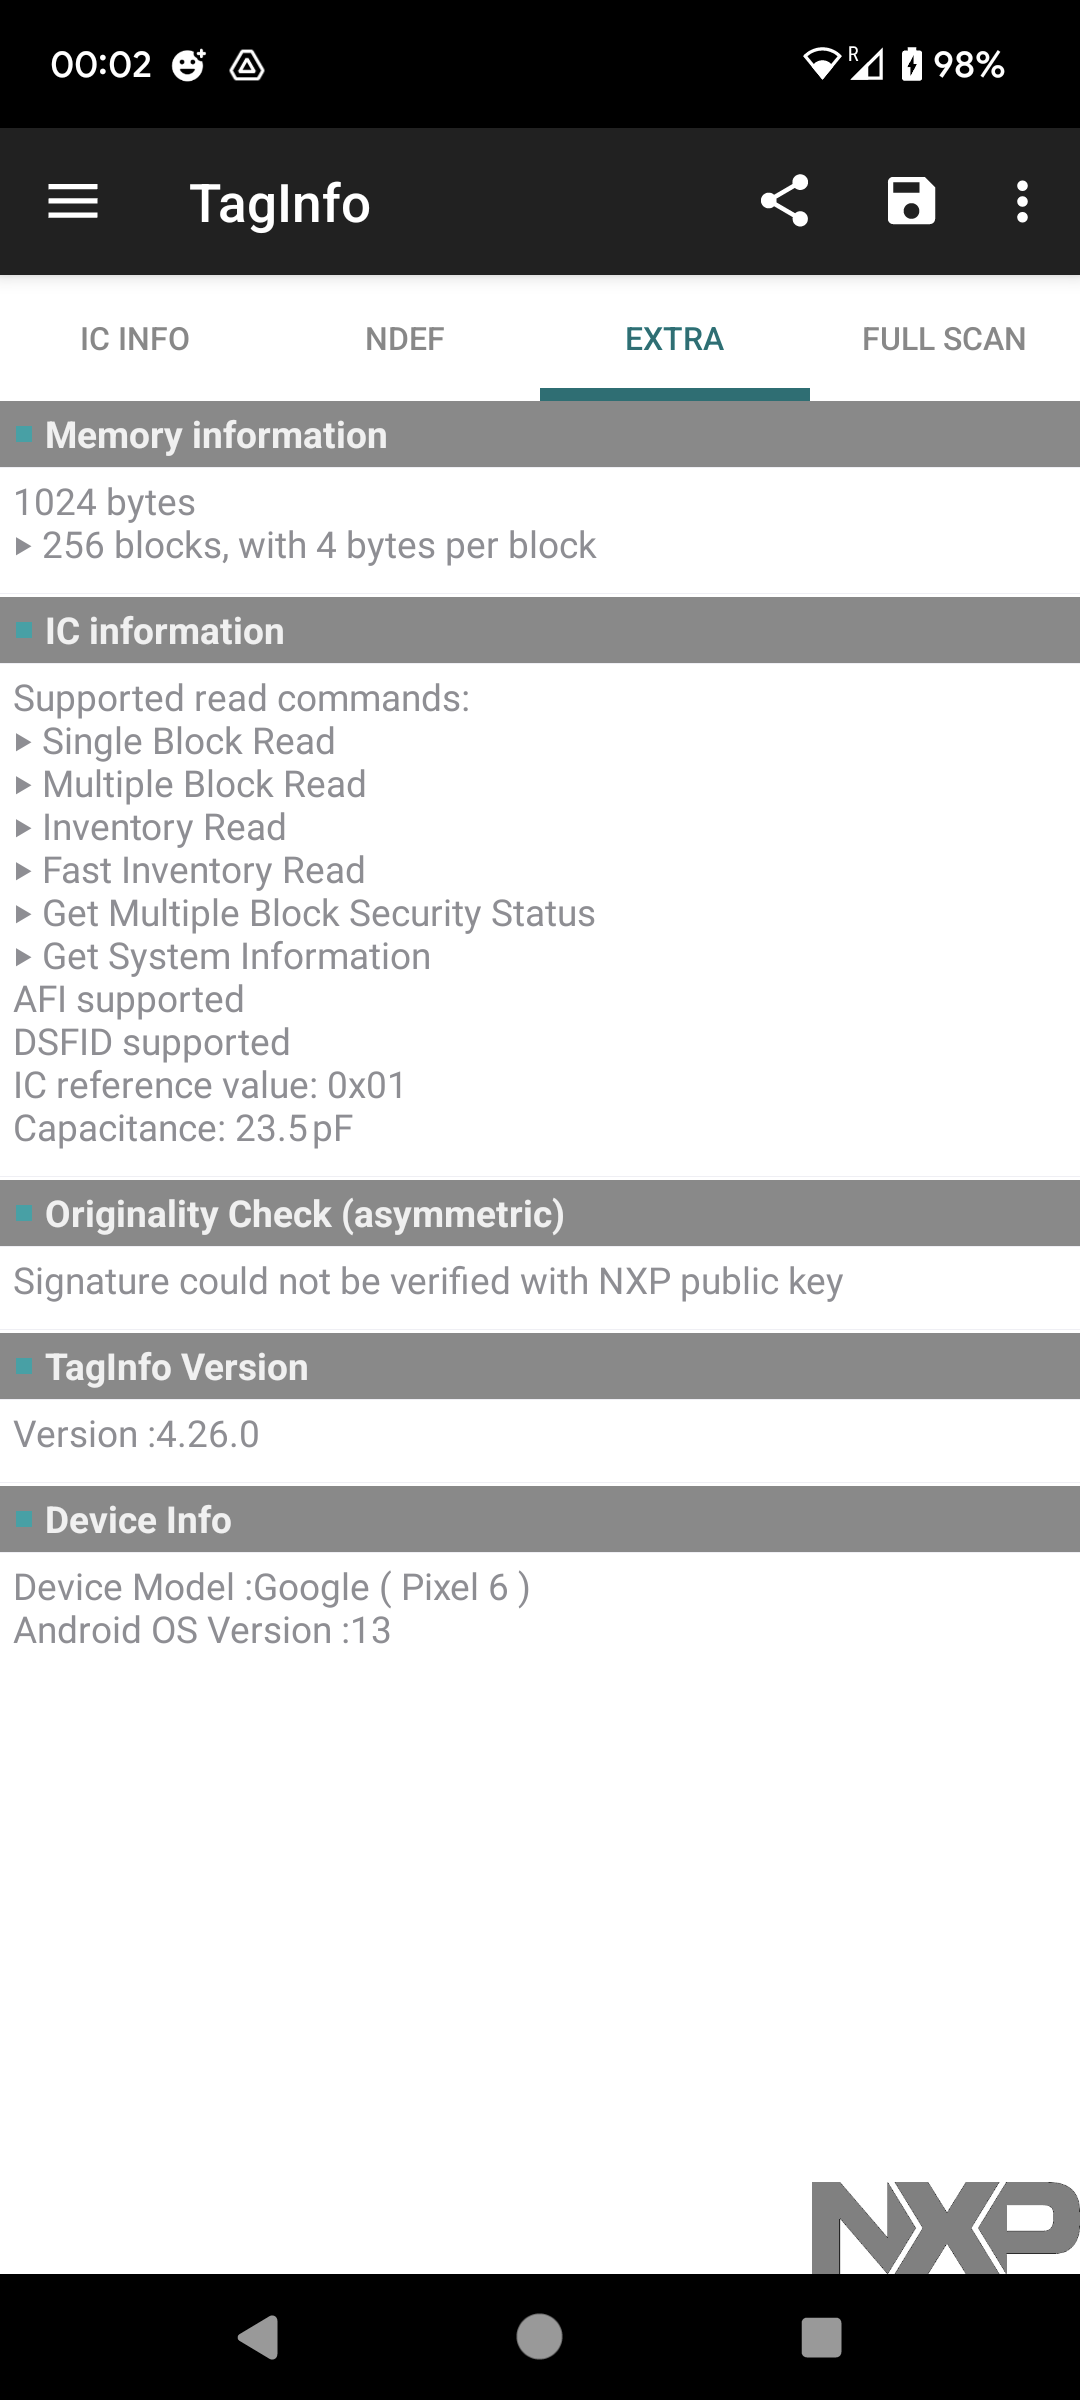 00:02 R 98%
TagInfo
IC INFO NDEF EXTRA FULL SCAN
Memory information
1024 bytes
▸ 256 blocks, with 4 bytes per block
IC information
Supported read commands:
▸ Single Block Read
▸ Multiple Block Read
▸ Inventory Read
▸ Fast Inventory Read
▸ Get Multiple Block Security Status
▸ Get System Information
AFI supported
DSFID supported
IC reference value: 0x01
Capacitance: 23.5 pF
Originality Check (asymmetric)
Signature could not be verified with NXP public key
TagInfo Version
Version :4.26.0
Device Info
Device Model :Google ( Pixel 6 )
Android OS Version :13
NXP